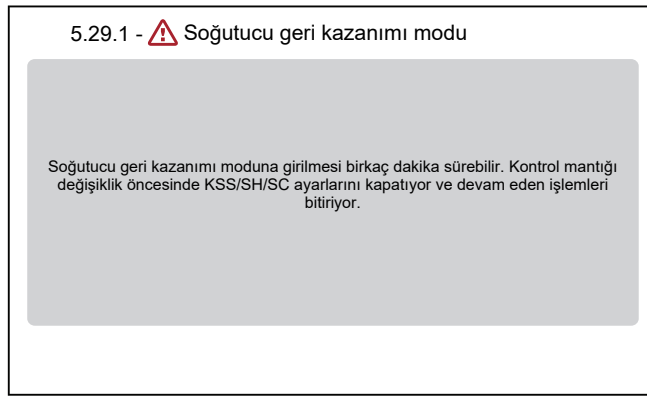 5.29.1 - Soğutucu geri kazanımı modu
Soğutucu geri kazanımı moduna girilmesi birkaç dakika sürebilir. Kontrol mantığı
değişiklik öncesinde KSS/SH/SC ayarlarını kapatıyor ve devam eden işlemleri
bitiriyor.